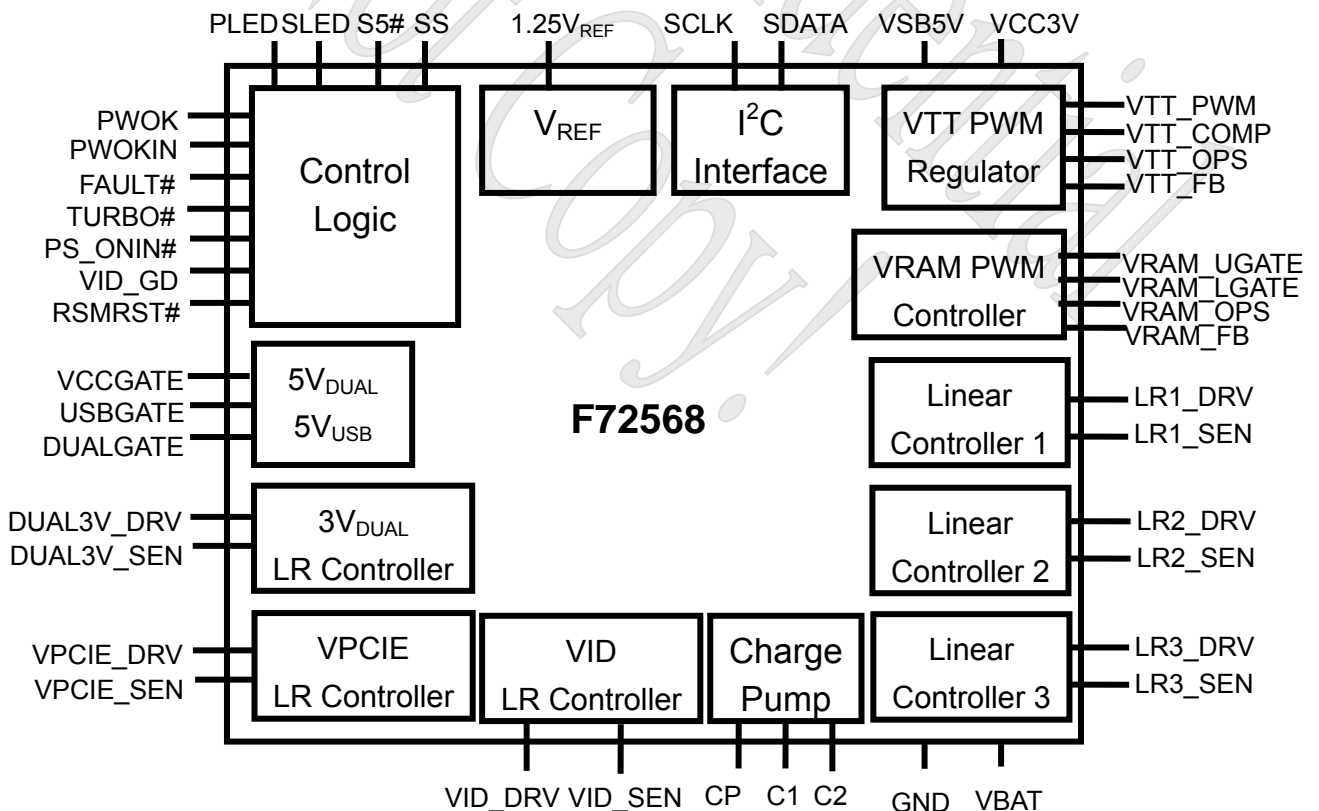 PLED SLED S5# SS 1.25VREF SCLK SDATA VSB5V VCC3V
PWOK
PWOKIN
FAULT#
TURBO#
PS_ONIN#
VID_GD
RSMRST#
Control
Logic
VREF
I2C
Interface
VTT PWM
Regulator
VTT_PWM
VTT_COMP
VTT_OPS
VTT_FB
VRAM PWM
Controller
VRAM_UGATE
VRAM_LGATE
VRAM_OPS
VRAM_FB
VCCGATE
USBGATE
DUALGATE
5VDUAL
5VUSB
F72568
Linear
Controller 1
LR1_DRV
LR1_SEN
DUAL3V_DRV
DUAL3V_SEN
3VDUAL
LR Controller
Linear
Controller 2
LR2_DRV
LR2_SEN
VPCIE_DRV
VPCIE_SEN
VPCIE
LR Controller
VID
LR Controller
Charge
Pump
Linear
Controller 3
LR3_DRV
LR3_SEN
VID_DRV VID_SEN CP C1 C2 GND VBAT
Copy!